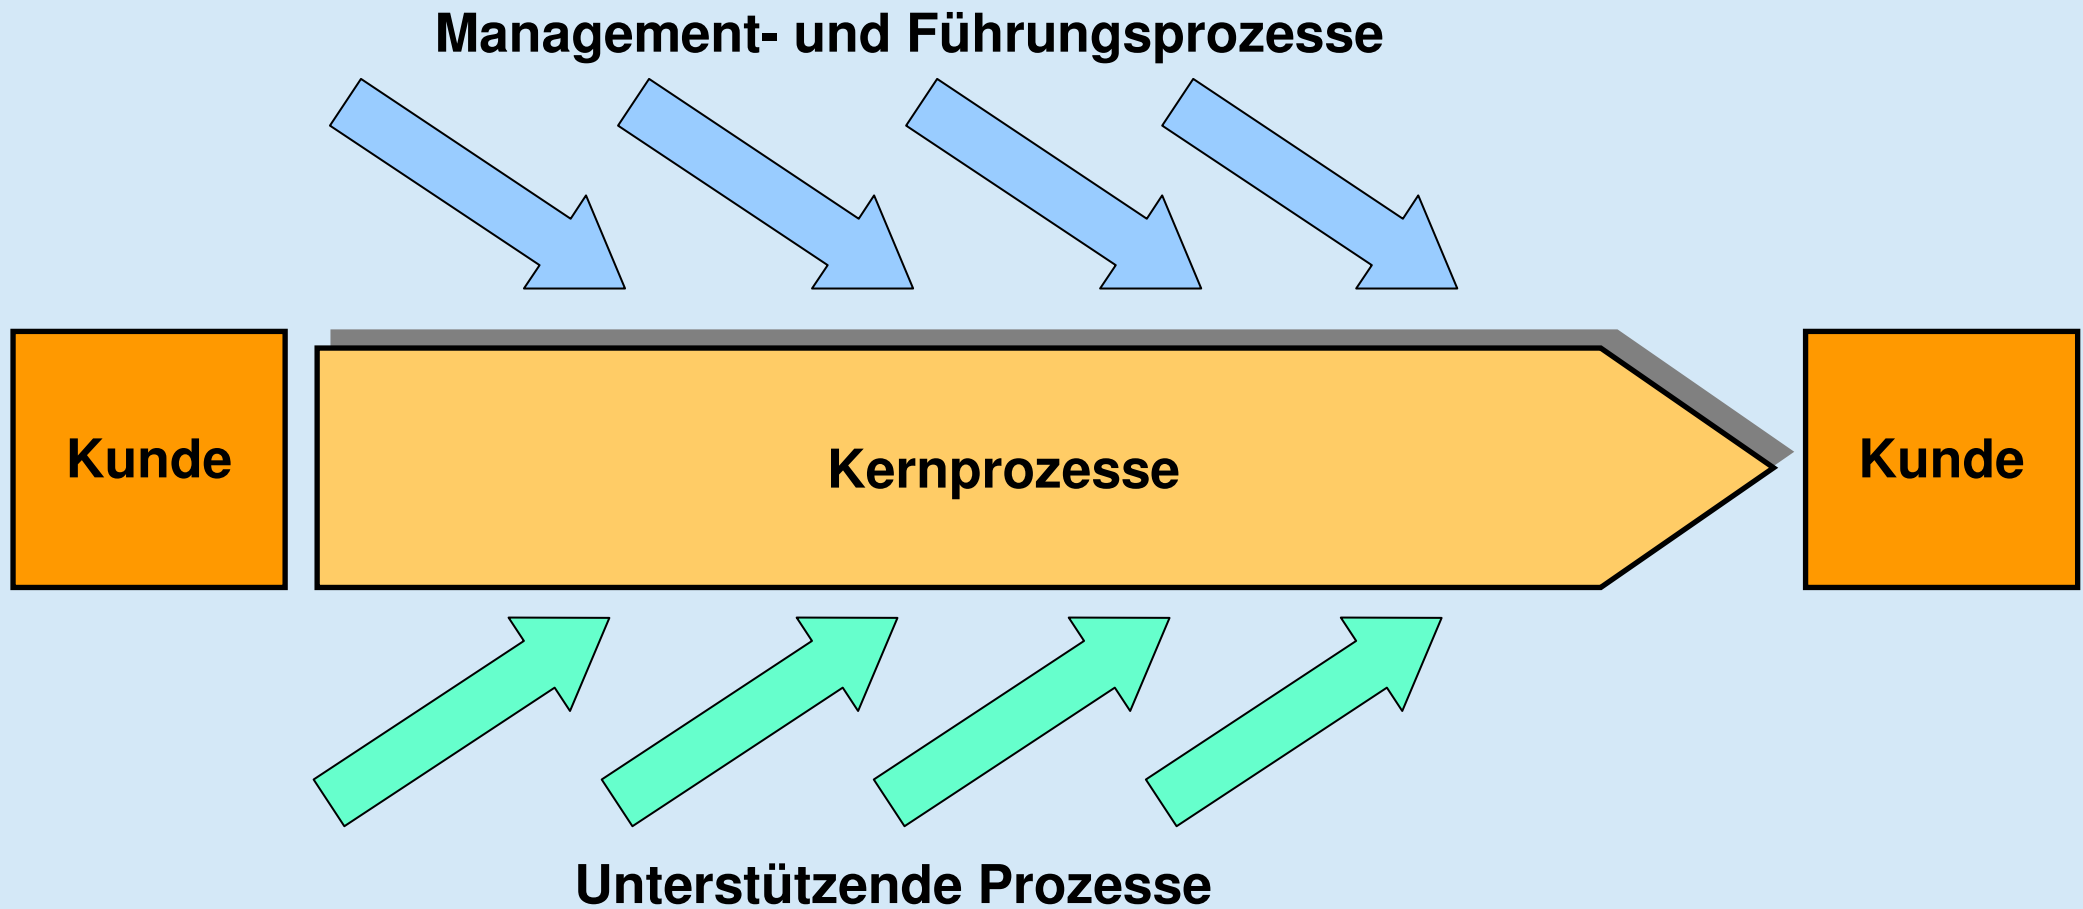 Management- und Führungsprozesse
Kunde
Kernprozesse
Kunde
Unterstützende Prozesse